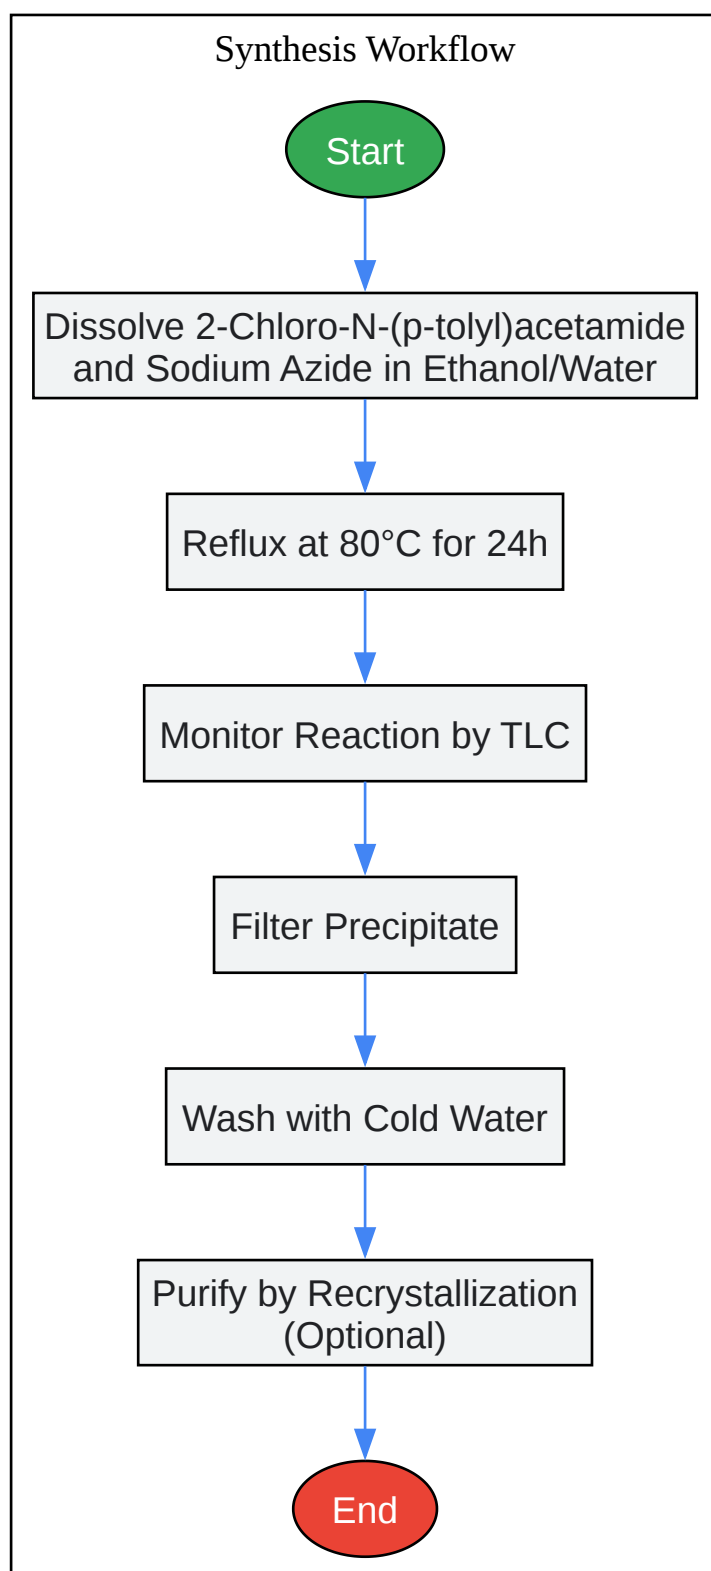 Synthesis Workflow
Start
Dissolve 2-Chloro-N-(p-tolyl)acetamide
and Sodium Azide in Ethanol/Water
Reflux at 80°C for 24h
Monitor Reaction by TLC
Filter Precipitate
Wash with Cold Water
Purify by Recrystallization
(Optional)
End